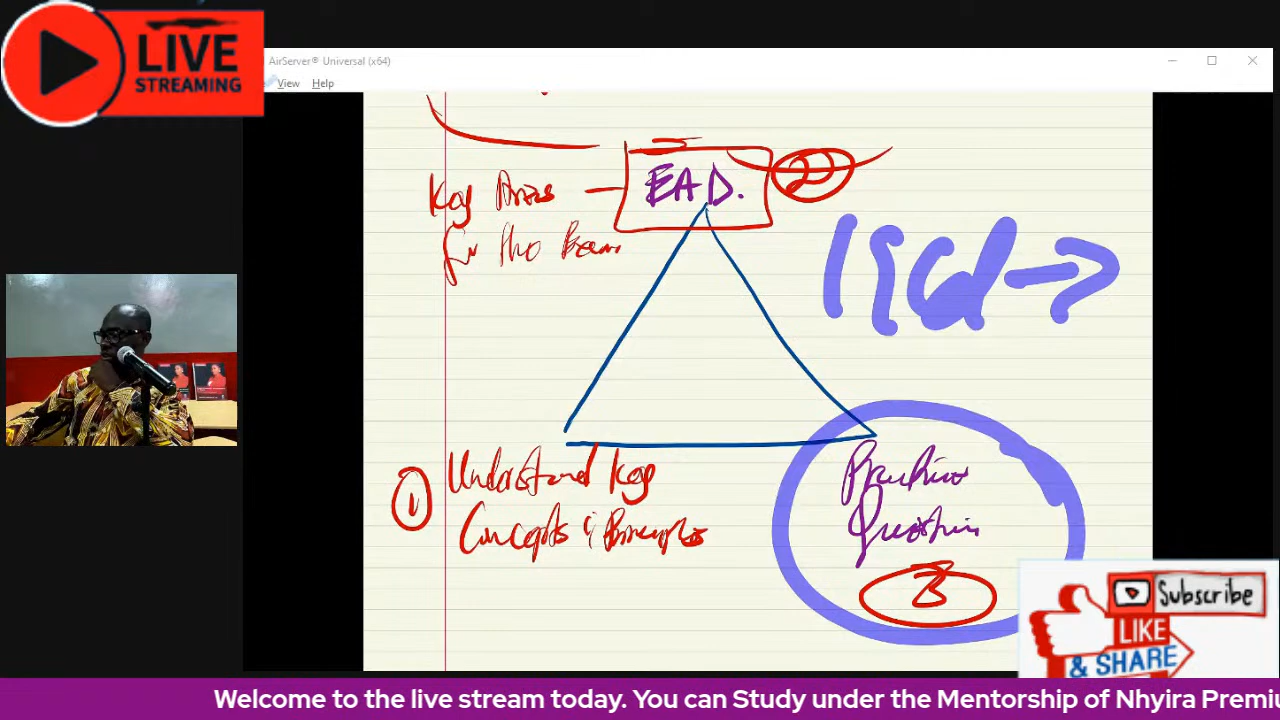 LIVE
STREAMING
AirServer® Universal (x64)
View Help
EAD.
2
Key Areas
for the Exam
1
Understand Key
Concepts & Principles
Practice
Questions
3
Subscribe
LIKE
& SHARE
Welcome to the live stream today. You can Study under the Mentorship of Nhyira Premiu